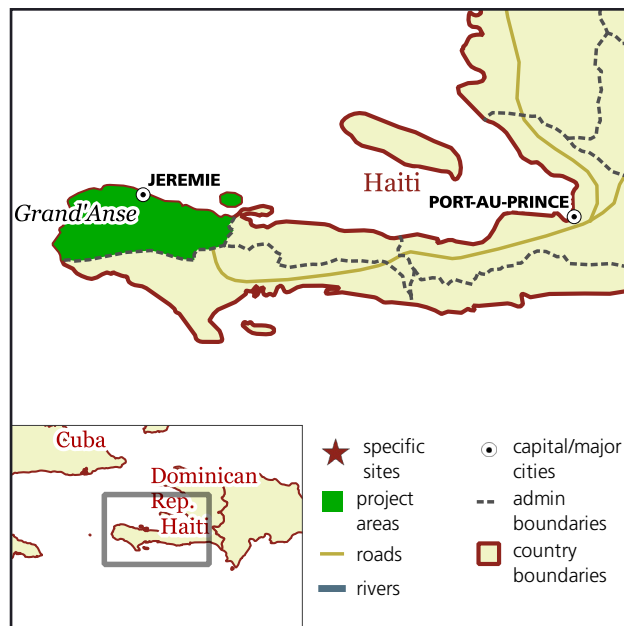 JEREMIE
Haiti
PORT-AU-PRINCE
Grand'Anse
Cuba
Dominican
Rep.
Haiti
specific
sites
project
areas
roads
rivers
capital/major
cities
admin
boundaries
country
boundaries